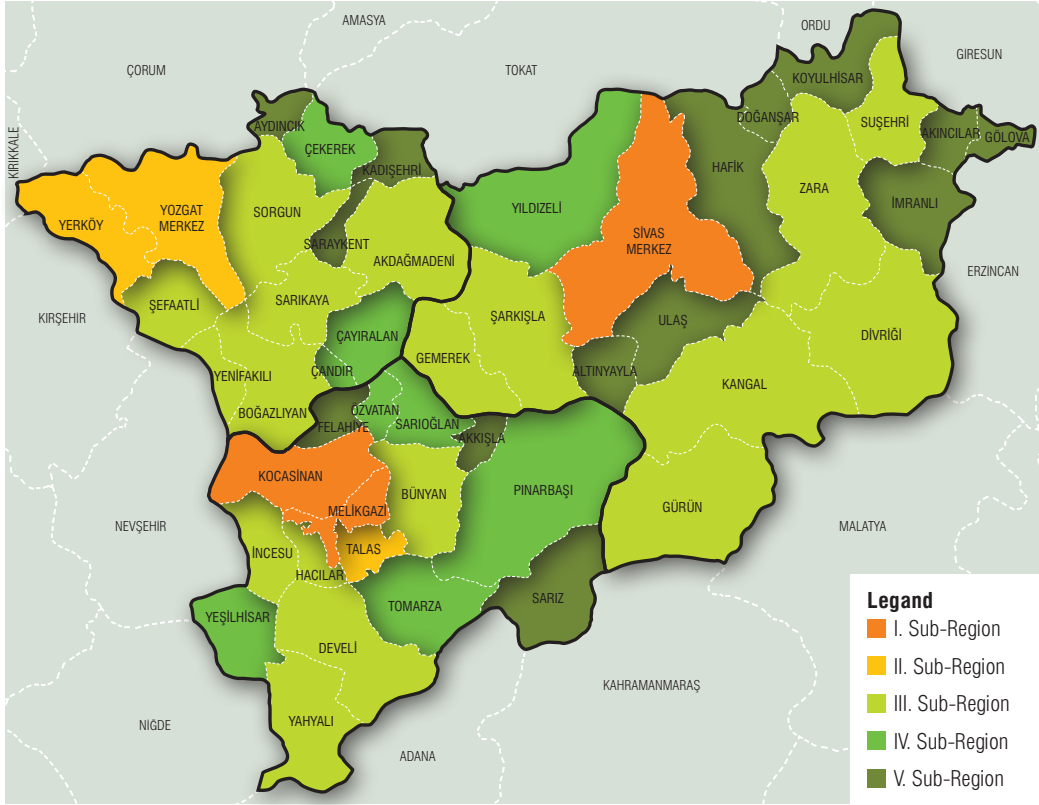 AMASYA
ORDU
GİRESUN
ÇORUM
TOKAT
KOYULHİSAR
KIRIKKALE
AYDINCIK
DOĞANŞAR
SUŞEHRİ
AKINCILAR
GÖLOVA
ÇEKEREK
KADIŞEHRİ
HAFİK
ZARA
İMRANLI
YERKÖY
YOZGAT
MERKEZ
SORGUN
YILDIZELİ
SİVAS
MERKEZ
SARAYKENT
AKDAĞMADENİ
ERZİNCAN
ŞEFAATLİ
SARIKAYA
KIRŞEHİR
ŞARKIŞLA
ULAŞ
DİVRİĞİ
ÇAYIRALAN
GEMEREK
YENİFAKILI
ÇANDIR
ALTINYAYLA
KANGAL
BOĞAZLIYAN
ÖZVATAN
FELAHİYE
SARIOĞLAN
AKKIŞLA
KOCASİNAN
BÜNYAN
PINARBAŞI
GÜRÜN
MELİKGAZİ
NEVŞEHİR
MALATYA
İNCESU
TALAS
HACILAR
YEŞİLHİSAR
TOMARZA
SARIZ
DEVELİ
KAHRAMANMARAŞ
NİĞDE
YAHYALI
ADANA
Legand
I. Sub-Region
II. Sub-Region
III. Sub-Region
IV. Sub-Region
V. Sub-Region